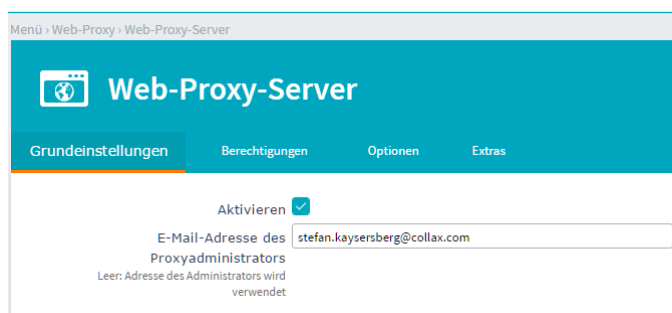 Menü › Web-Proxy › Web-Proxy-Server
Web-Proxy-Server
Grundeinstellungen Berechtigungen Optionen Extras
Aktivieren
E-Mail-Adresse des stefan.kaysersberg@collax.com
Proxyadministrators
Leer: Adresse des Administrators wird
verwendet